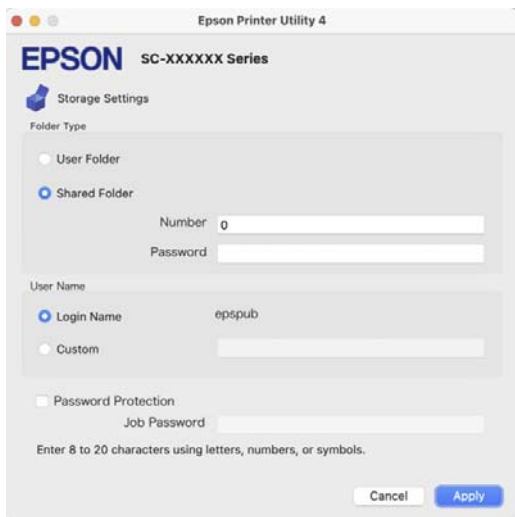 Epson Printer Utility 4
EPSON SC-XXXXXX Series
Storage Settings
Folder Type
User Folder
Shared Folder
Number 0
Password
User Name
Login Name epspub
Custom
Password Protection
Job Password
Enter 8 to 20 characters using letters, numbers, or symbols.
Cancel Apply